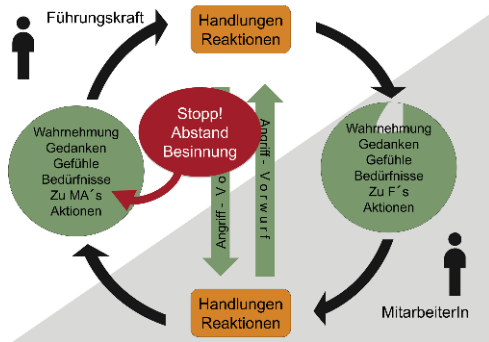 Führungskraft
Handlungen
Reaktionen
Stopp!
Abstand
Besinnung
Wahrnehmung
Gedanken
Gefühle
Bedürfnisse
Zu MA´s
Aktionen
Angriff - Vo
Angriff - Vorwurf
Wahrnehmung
Gedanken
Gefühle
Bedürfnisse
Zu F´s
Aktionen
Handlungen
Reaktionen
MitarbeiterIn